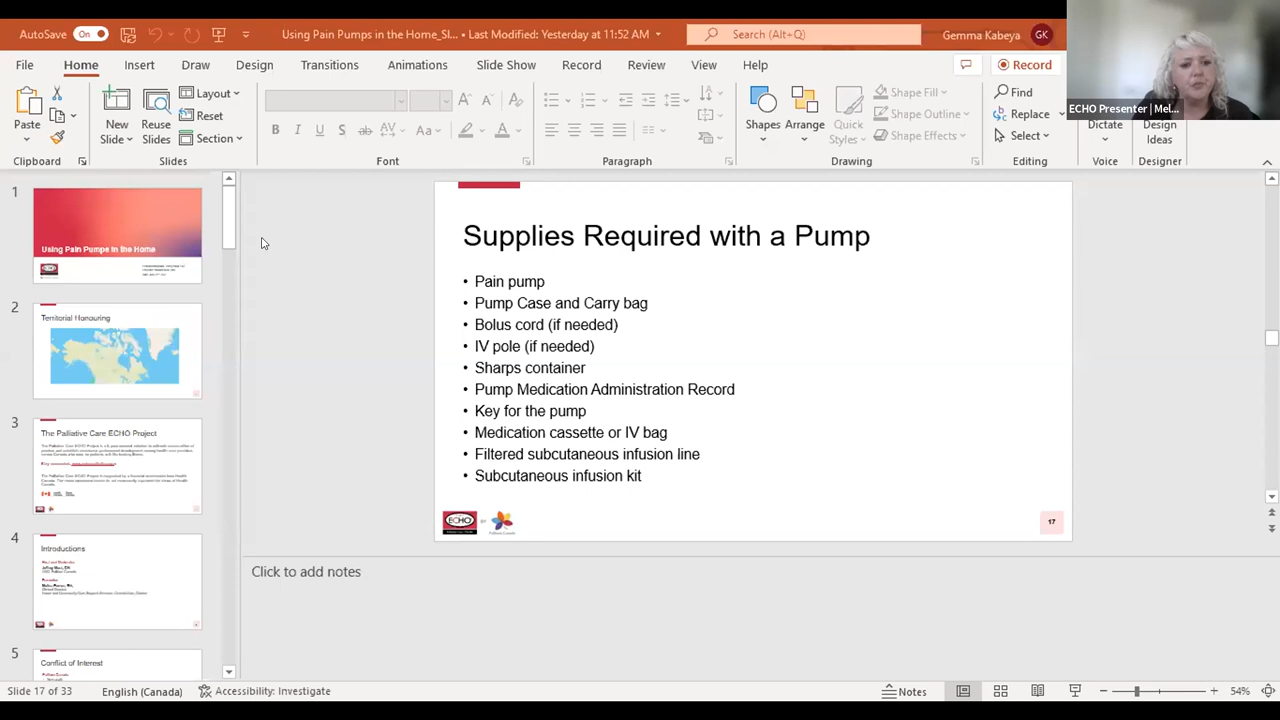 AutoSave On Using Pain Pumps in the Home_Sl... • Last Modified: Yesterday at 11:52 AM Search (Alt+Q) Gemma Kabeya GK
File Home Insert Draw Design Transitions Animations Slide Show Record Review View Help Record
ECHO Presenter | Mel...
Paste New Slides Reuse Slides Layout Reset Section
B I U S ab AV Aa A
Shapes Arrange Quick Styles Shape Fill Shape Outline Shape Effects
Find Replace Select Dictate Design Ideas
Clipboard Slides Font Paragraph Drawing Editing Voice Designer
1
Using Pain Pumps in the Home
2
Territorial Honouring
3
The Palliative Care ECHO Project
4
Introductions
5
Conflict of Interest
Supplies Required with a Pump
• Pain pump
• Pump Case and Carry bag
• Bolus cord (if needed)
• IV pole (if needed)
• Sharps container
• Pump Medication Administration Record
• Key for the pump
• Medication cassette or IV bag
• Filtered subcutaneous infusion line
• Subcutaneous infusion kit
ECHO
17
Click to add notes
Slide 17 of 33 English (Canada) Accessibility: Investigate Notes 54%